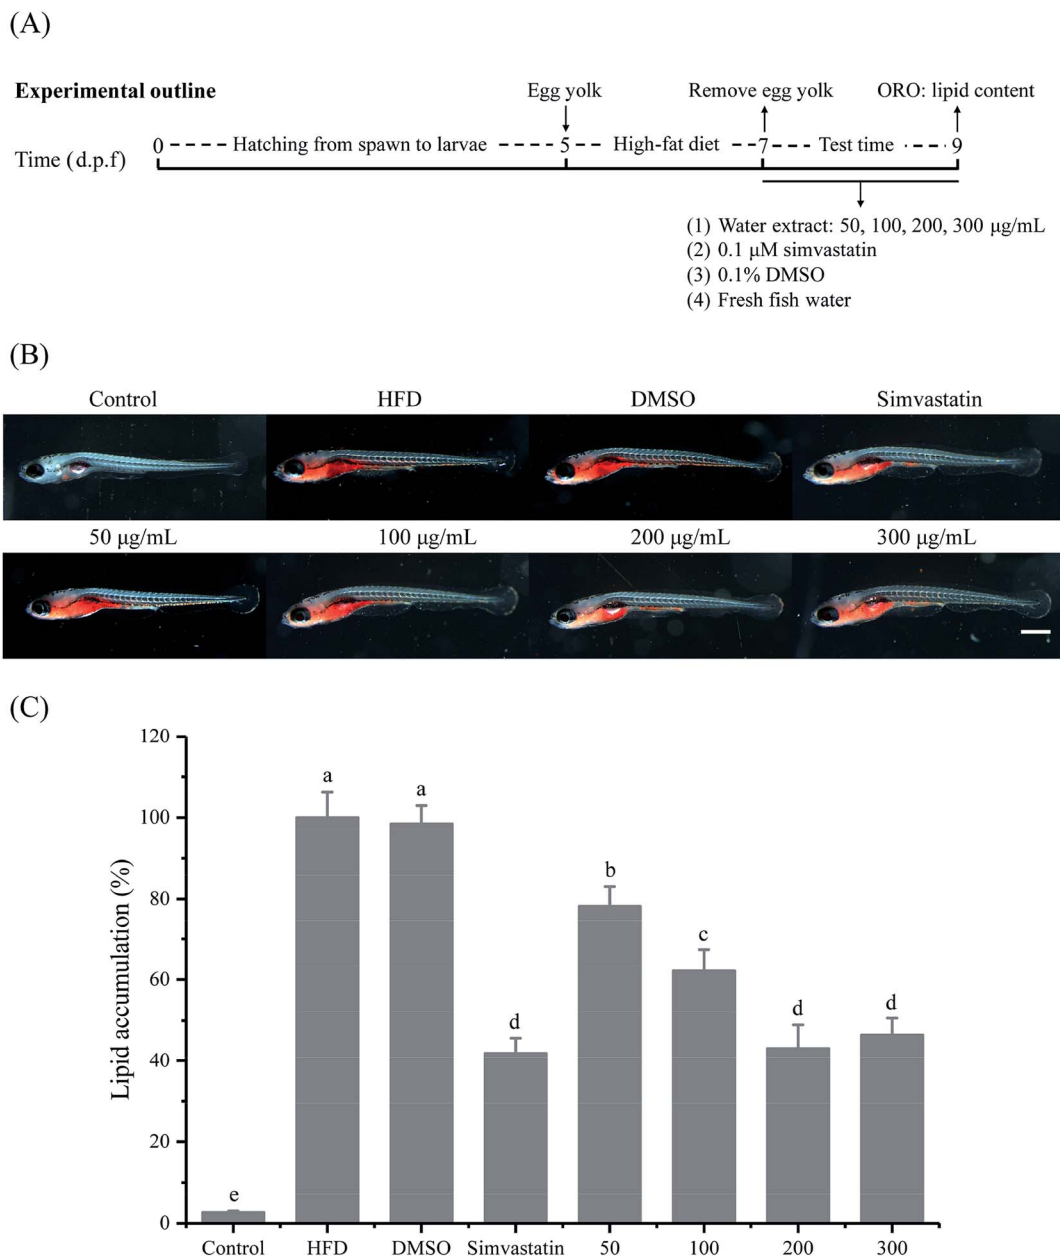 (A)
Experimental outline
Egg yolk
Remove egg yolk
ORO: lipid content
Time (d.p.f)
0 Hatching from spawn to larvae 5 High-fat diet 7 Test time 9
(1) Water extract: 50, 100, 200, 300 μg/mL
(2) 0.1 μM simvastatin
(3) 0.1% DMSO
(4) Fresh fish water
(B)
Control HFD DMSO Simvastatin
50 μg/mL 100 μg/mL 200 μg/mL 300 μg/mL
(C)
Lipid accumulation (%)
120
100
80
60
40
20
0
e
a
a
d
b
c
d
d
Control HFD DMSO Simvastatin 50 100 200 300